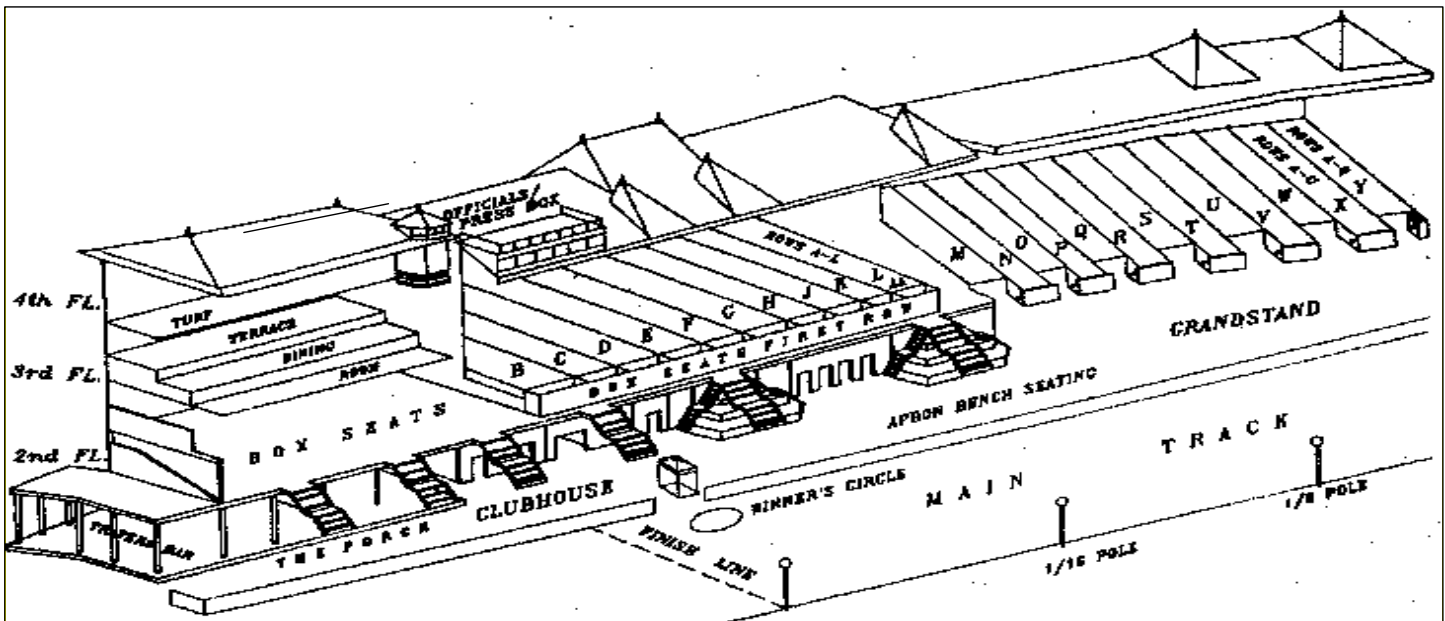 OFFICIALS/
PRESS BOX
4th FL.
TURF
TERRACE
DINING
ROOM
3rd FL.
BOX SEATS
2nd FL.
ROWS A-L
B C D E F G H J K L
BOX SEATS FIRST ROW
M N O P Q R S T U V W X Y
ROWS A-G
ROWS A-
GRANDSTAND
APRON BENCH SEATING
MAIN TRACK
WINNER'S CIRCLE
CLUBHOUSE
THE PORCH
BAR
FINISH LINE
1/16 POLE
1/8 POLE